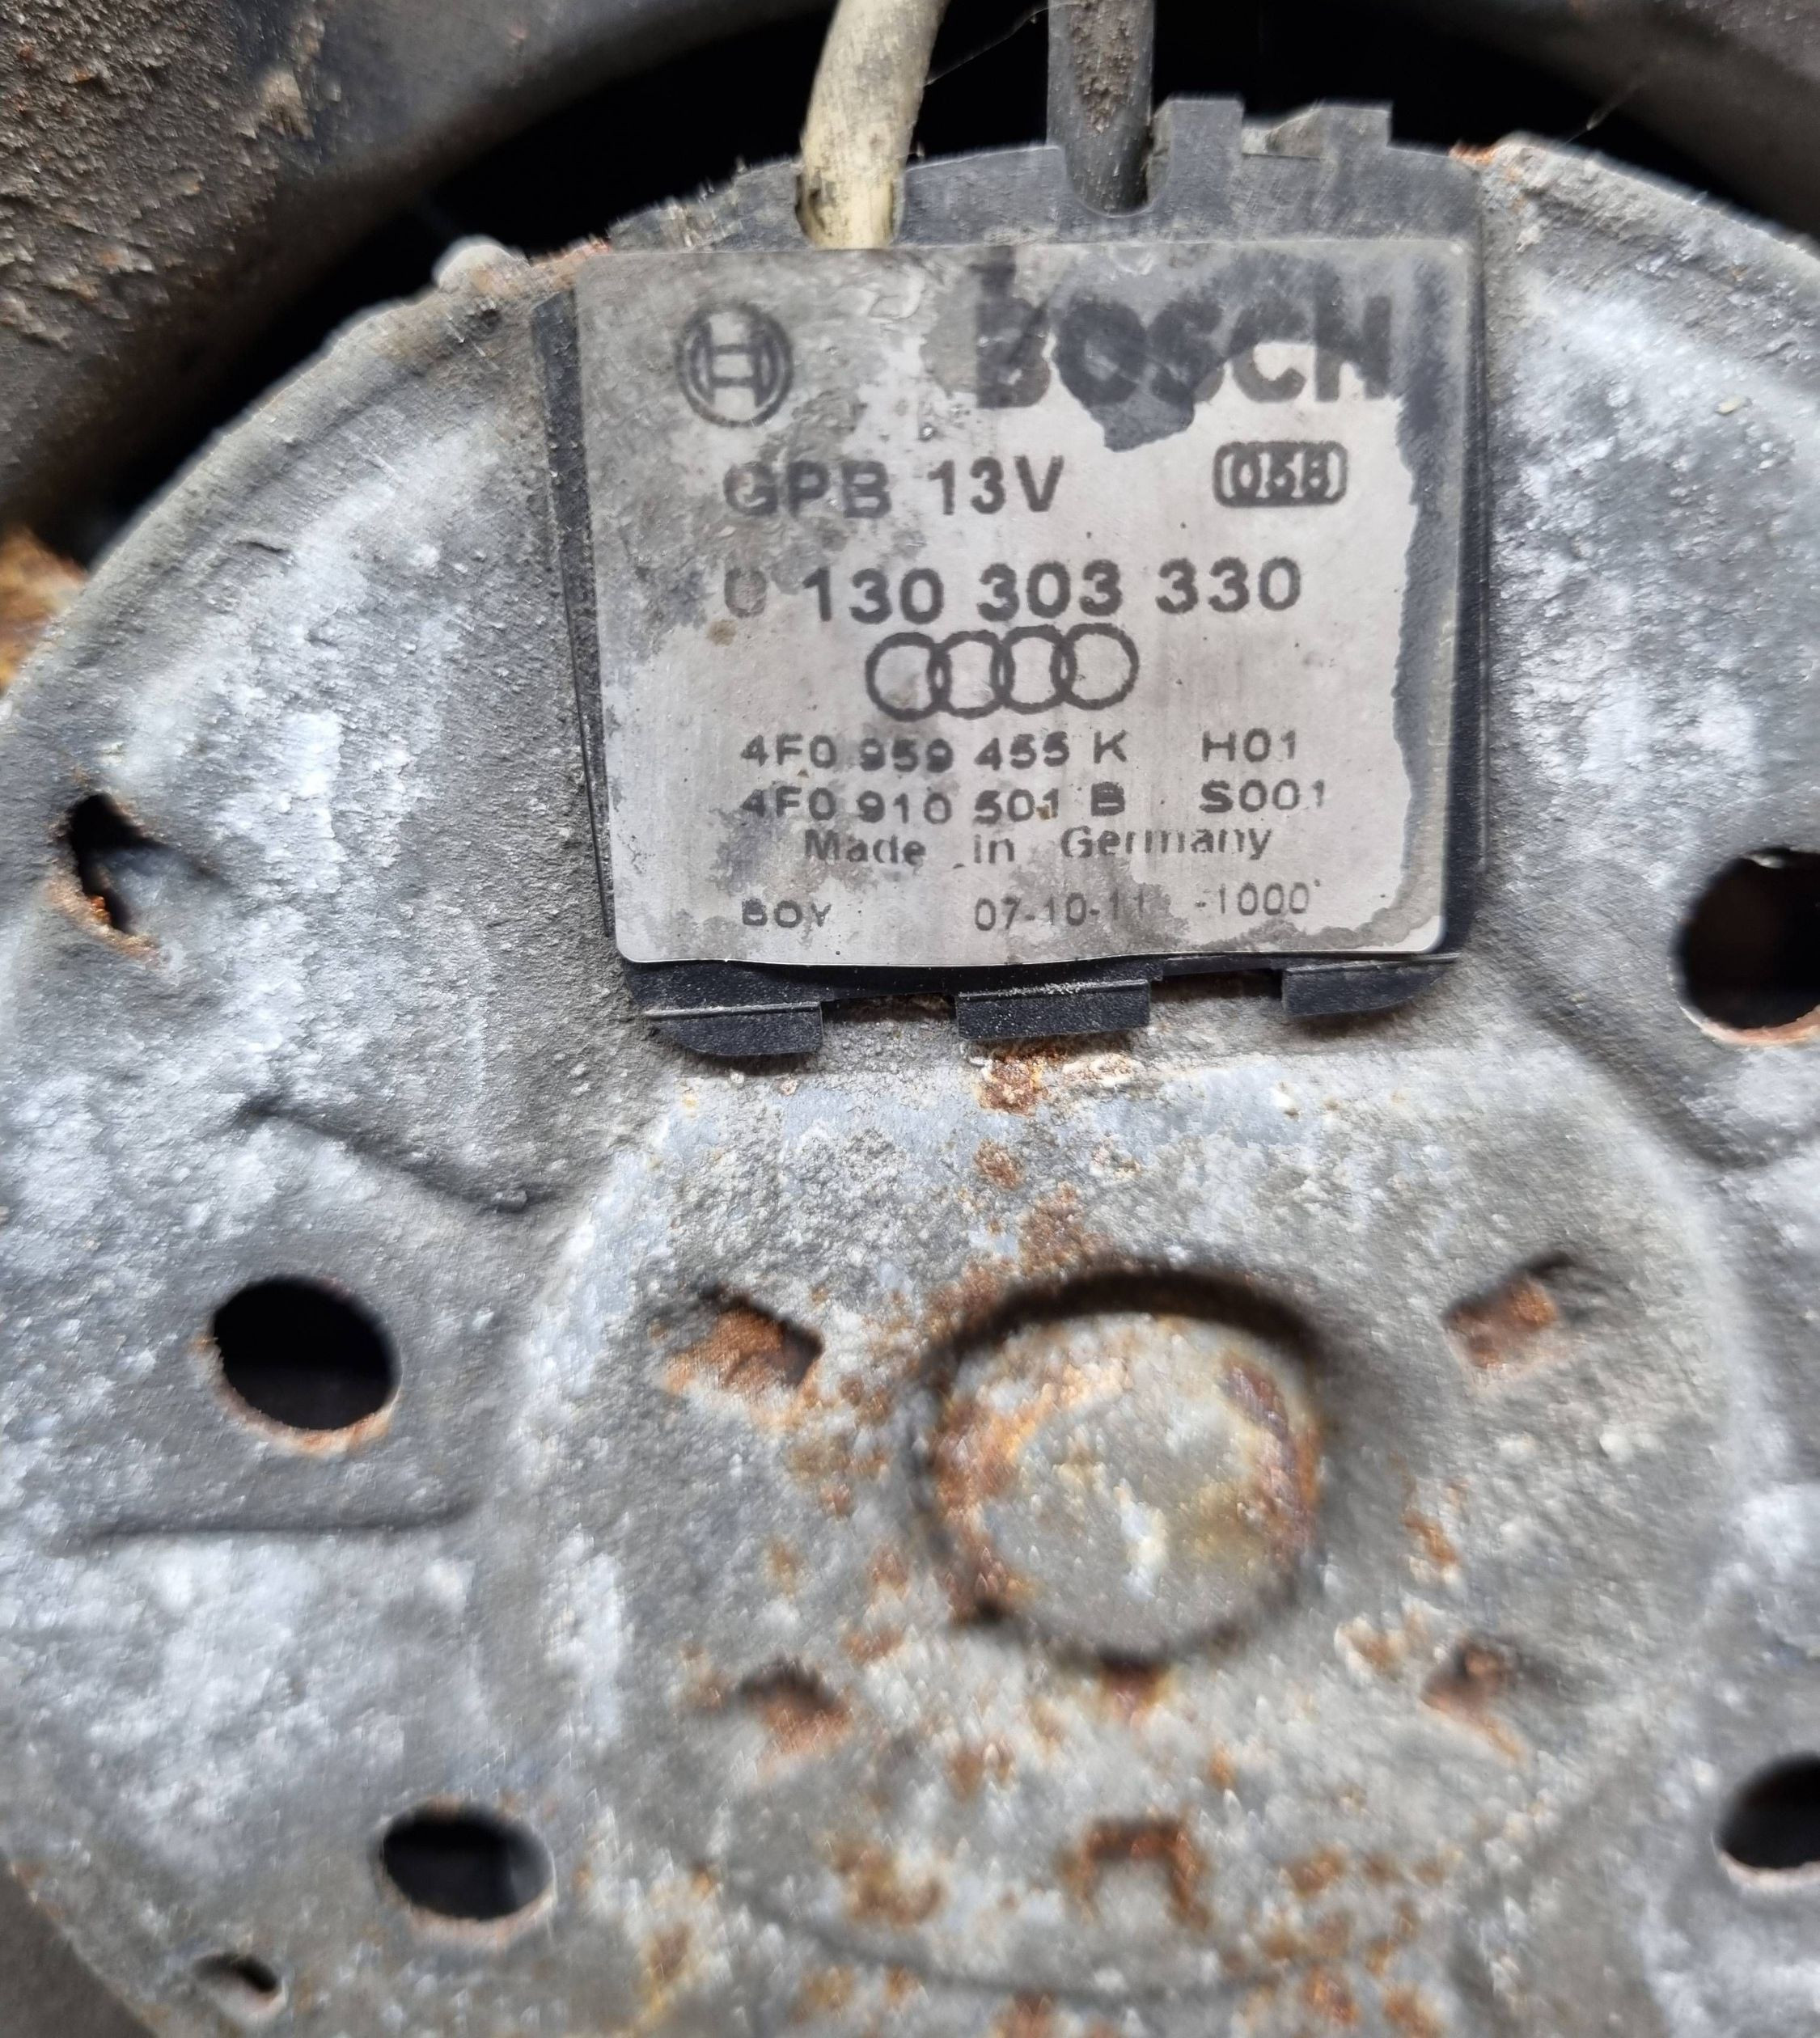 BOSCH
GPB 13V
0 130 303 330
4F0 959 455 K H01
4F0 910 501 B S001
Made in Germany
07-10-11 -1000